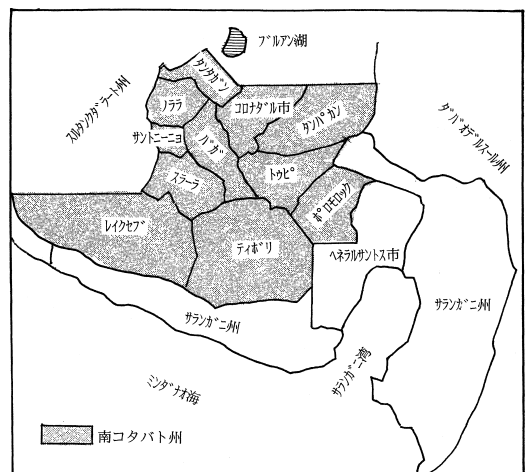 ブルアン湖
タンタガン
スルタンクダラート州
ノララ
コロナダル市
タンパカン
サントニーニョ
バガ
ダバオデルスール州
スラーラ
トゥピ
ポロモロック
レイクセブ
ティボリ
ヘネラルサントス市
サランガニ州
サランガニ州
サランガニ湾
ミンダナオ海
南コタバト州